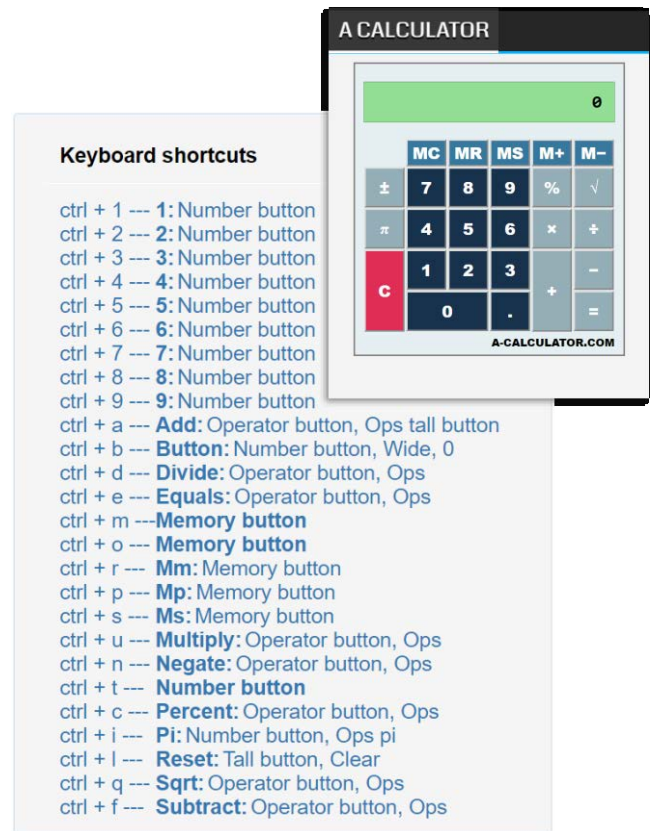 A CALCULATOR
0
MC MR MS M+ M−
± 7 8 9 % √
π 4 5 6 × ÷
C 1 2 3 + −
0 . =
A-CALCULATOR.COM
Keyboard shortcuts
ctrl + 1 --- 1: Number button
ctrl + 2 --- 2: Number button
ctrl + 3 --- 3: Number button
ctrl + 4 --- 4: Number button
ctrl + 5 --- 5: Number button
ctrl + 6 --- 6: Number button
ctrl + 7 --- 7: Number button
ctrl + 8 --- 8: Number button
ctrl + 9 --- 9: Number button
ctrl + a --- Add: Operator button, Ops tall button
ctrl + b --- Button: Number button, Wide, 0
ctrl + d --- Divide: Operator button, Ops
ctrl + e --- Equals: Operator button, Ops
ctrl + m ---Memory button
ctrl + o --- Memory button
ctrl + r --- Mm: Memory button
ctrl + p --- Mp: Memory button
ctrl + s --- Ms: Memory button
ctrl + u --- Multiply: Operator button, Ops
ctrl + n --- Negate: Operator button, Ops
ctrl + t --- Number button
ctrl + c --- Percent: Operator button, Ops
ctrl + i --- Pi: Number button, Ops pi
ctrl + l --- Reset: Tall button, Clear
ctrl + q --- Sqrt: Operator button, Ops
ctrl + f --- Subtract: Operator button, Ops